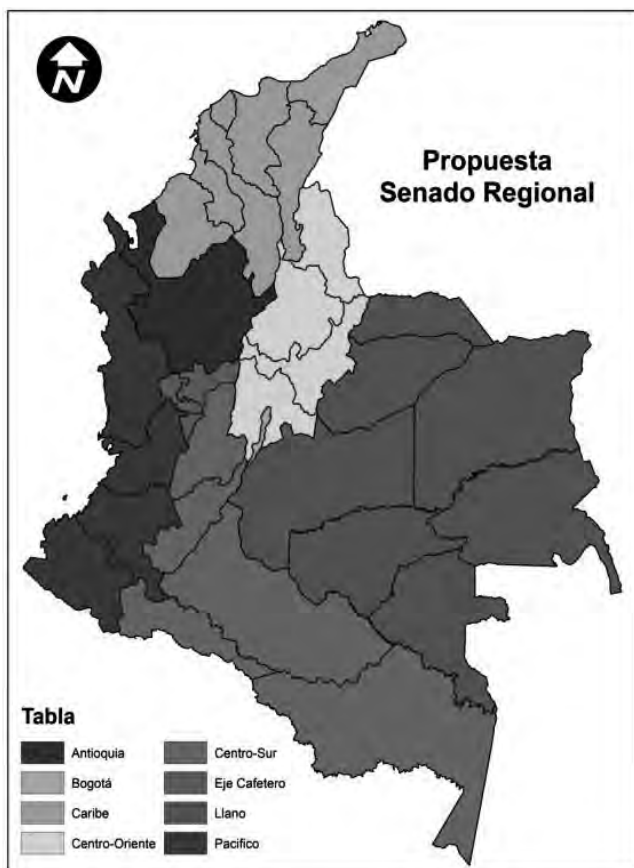 N
Propuesta
Senado Regional
Tabla
Antioquia
Bogotá
Caribe
Centro-Oriente
Centro-Sur
Eje Cafetero
Llano
Pacifico